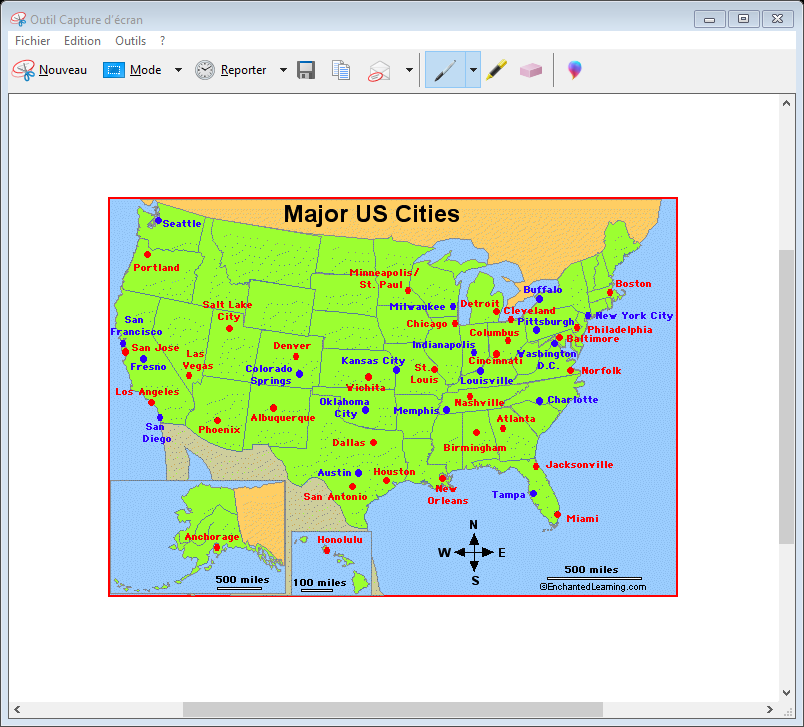 Outil Capture d'écran
Fichier Edition Outils ?
Nouveau Mode Reporter
Major US Cities
Seattle
Portland
Minneapolis/
St. Paul
Buffalo
Boston
Salt Lake
City
Milwaukee
Detroit
Cleveland
New York City
San
Francisco
Chicago
Pittsburgh
Philadelphia
Columbus
Baltimore
San Jose
Denver
Indianapolis
Washington
D.C.
Las
Vegas
Fresno
Kansas City
Cincinnati
Colorado
Springs
St.
Louis
Louisville
Norfolk
Los Angeles
Wichita
Oklahoma
City
Nashville
Charlotte
Memphis
Albuquerque
Atlanta
San
Diego
Phoenix
Dallas
Birmingham
Jacksonville
Austin
Houston
San Antonio
New
Orleans
Tampa
Miami
Anchorage
Honolulu
N
W E
S
500 miles
100 miles
500 miles
©EnchantedLearning.com